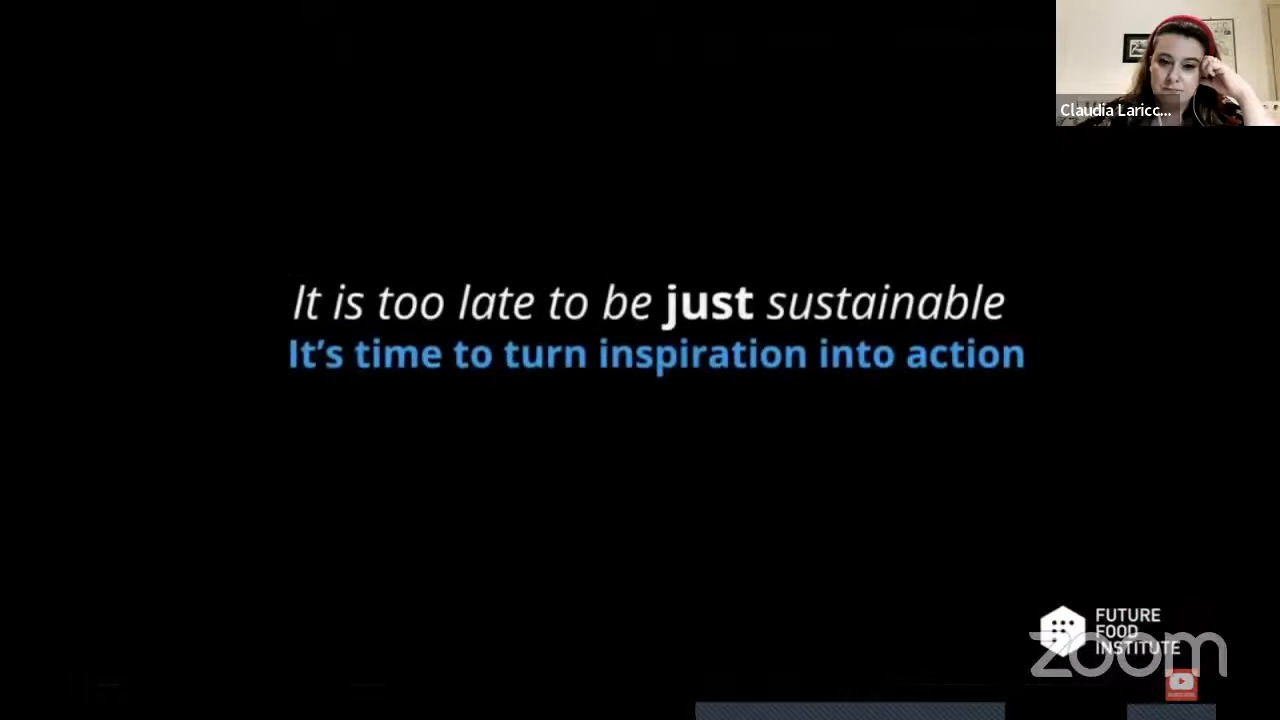 Claudia Laricc...
It is too late to be just sustainable
It's time to turn inspiration into action
FUTURE
FOOD
INSTITUTE
zoom